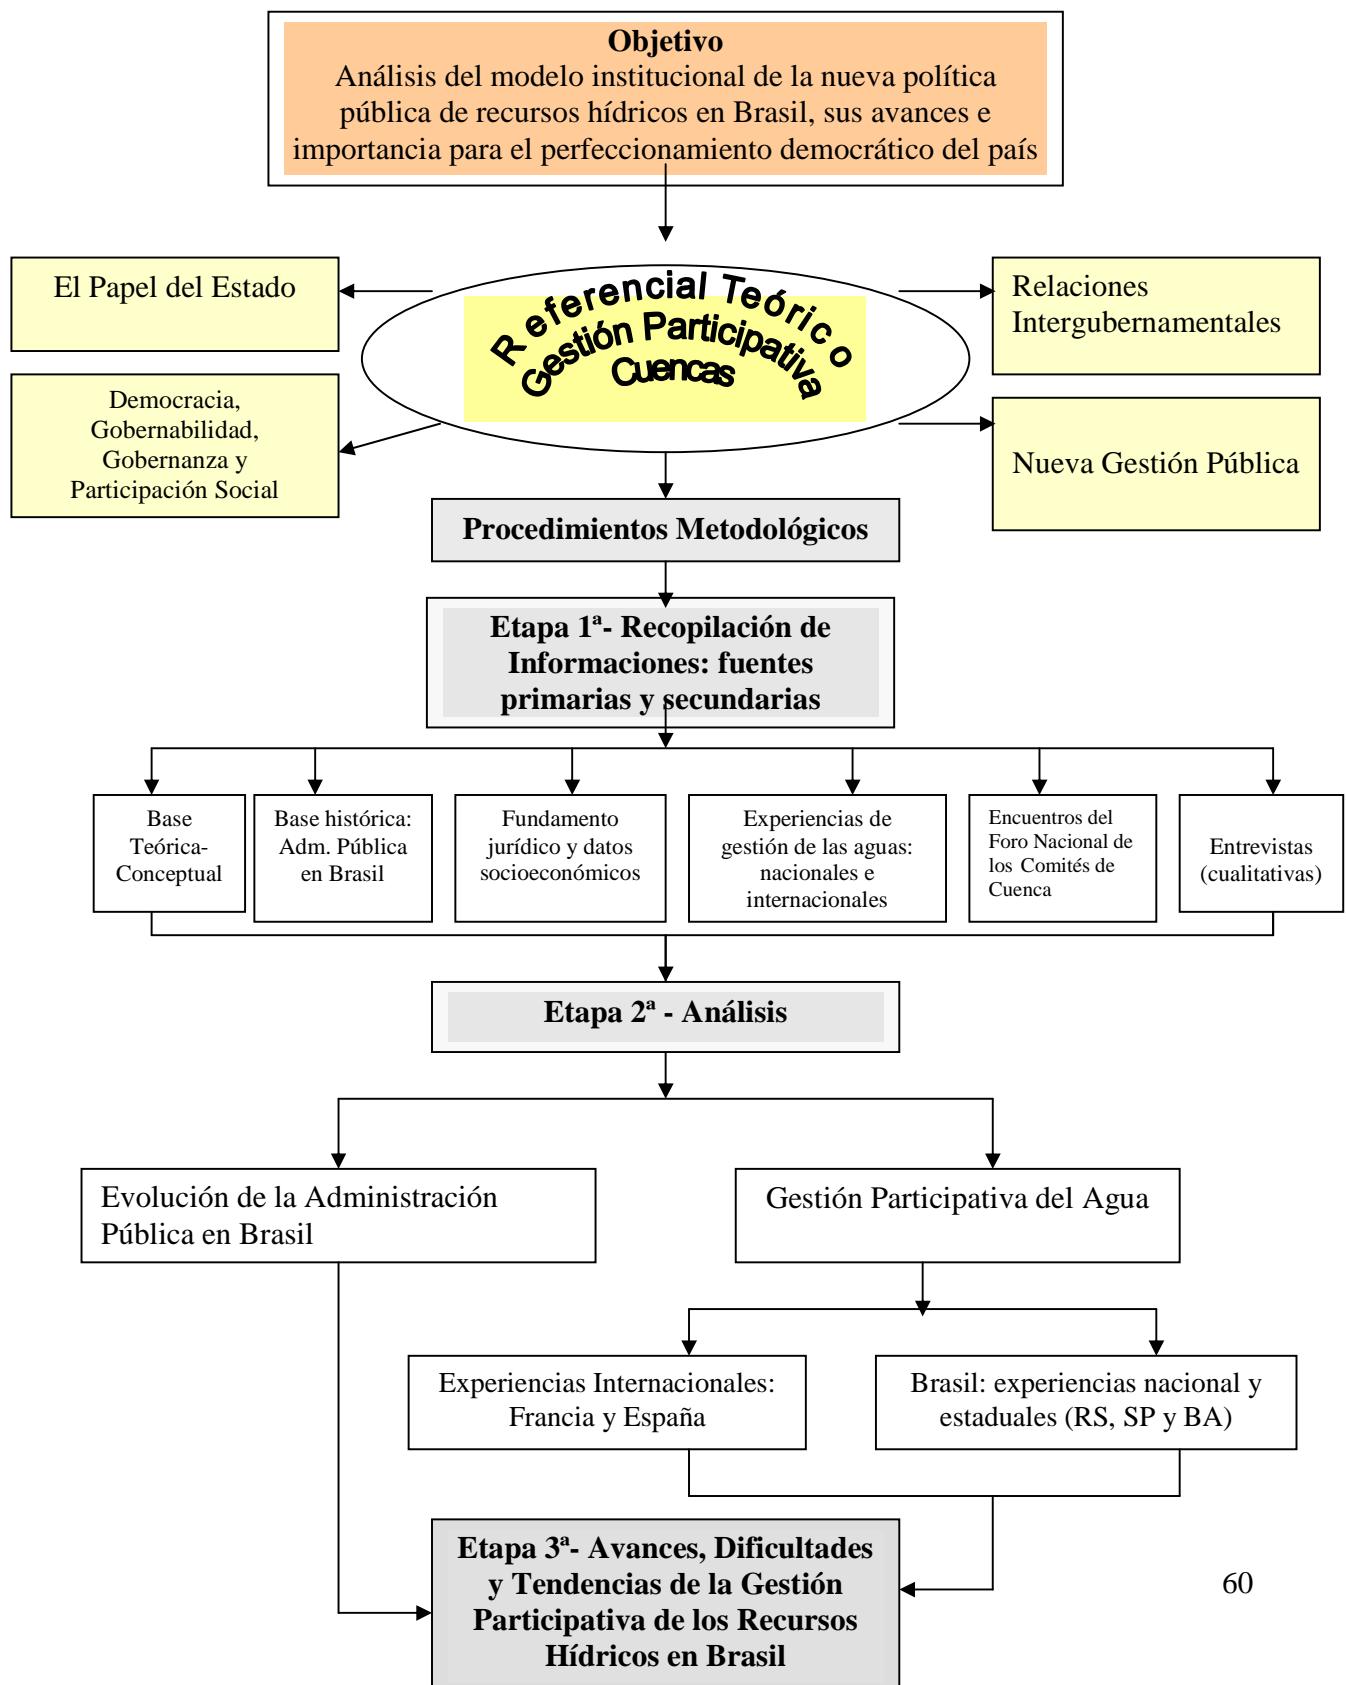 Objetivo
Análisis del modelo institucional de la nueva política
pública de recursos hídricos en Brasil, sus avances e
importancia para el perfeccionamiento democrático del país
El Papel del Estado
Referencial Teórico
Gestión Participativa
Cuencas
Relaciones
Intergubernamentales
Democracia,
Gobernabilidad,
Gobernanza y
Participación Social
Nueva Gestión Pública
Procedimientos Metodológicos
Etapa 1ª- Recopilación de
Informaciones: fuentes
primarias y secundarias
Base
Teórica-
Conceptual
Base histórica:
Adm. Pública
en Brasil
Fundamento
jurídico y datos
socioeconómicos
Experiencias de
gestión de las aguas:
nacionales e
internacionales
Encuentros del
Foro Nacional de
los Comités de
Cuenca
Entrevistas
(cualitativas)
Etapa 2ª - Análisis
Evolución de la Administración
Pública en Brasil
Gestión Participativa del Agua
Experiencias Internacionales:
Francia y España
Brasil: experiencias nacional y
estaduales (RS, SP y BA)
Etapa 3ª- Avances, Dificultades
y Tendencias de la Gestión
Participativa de los Recursos
Hídricos en Brasil
60